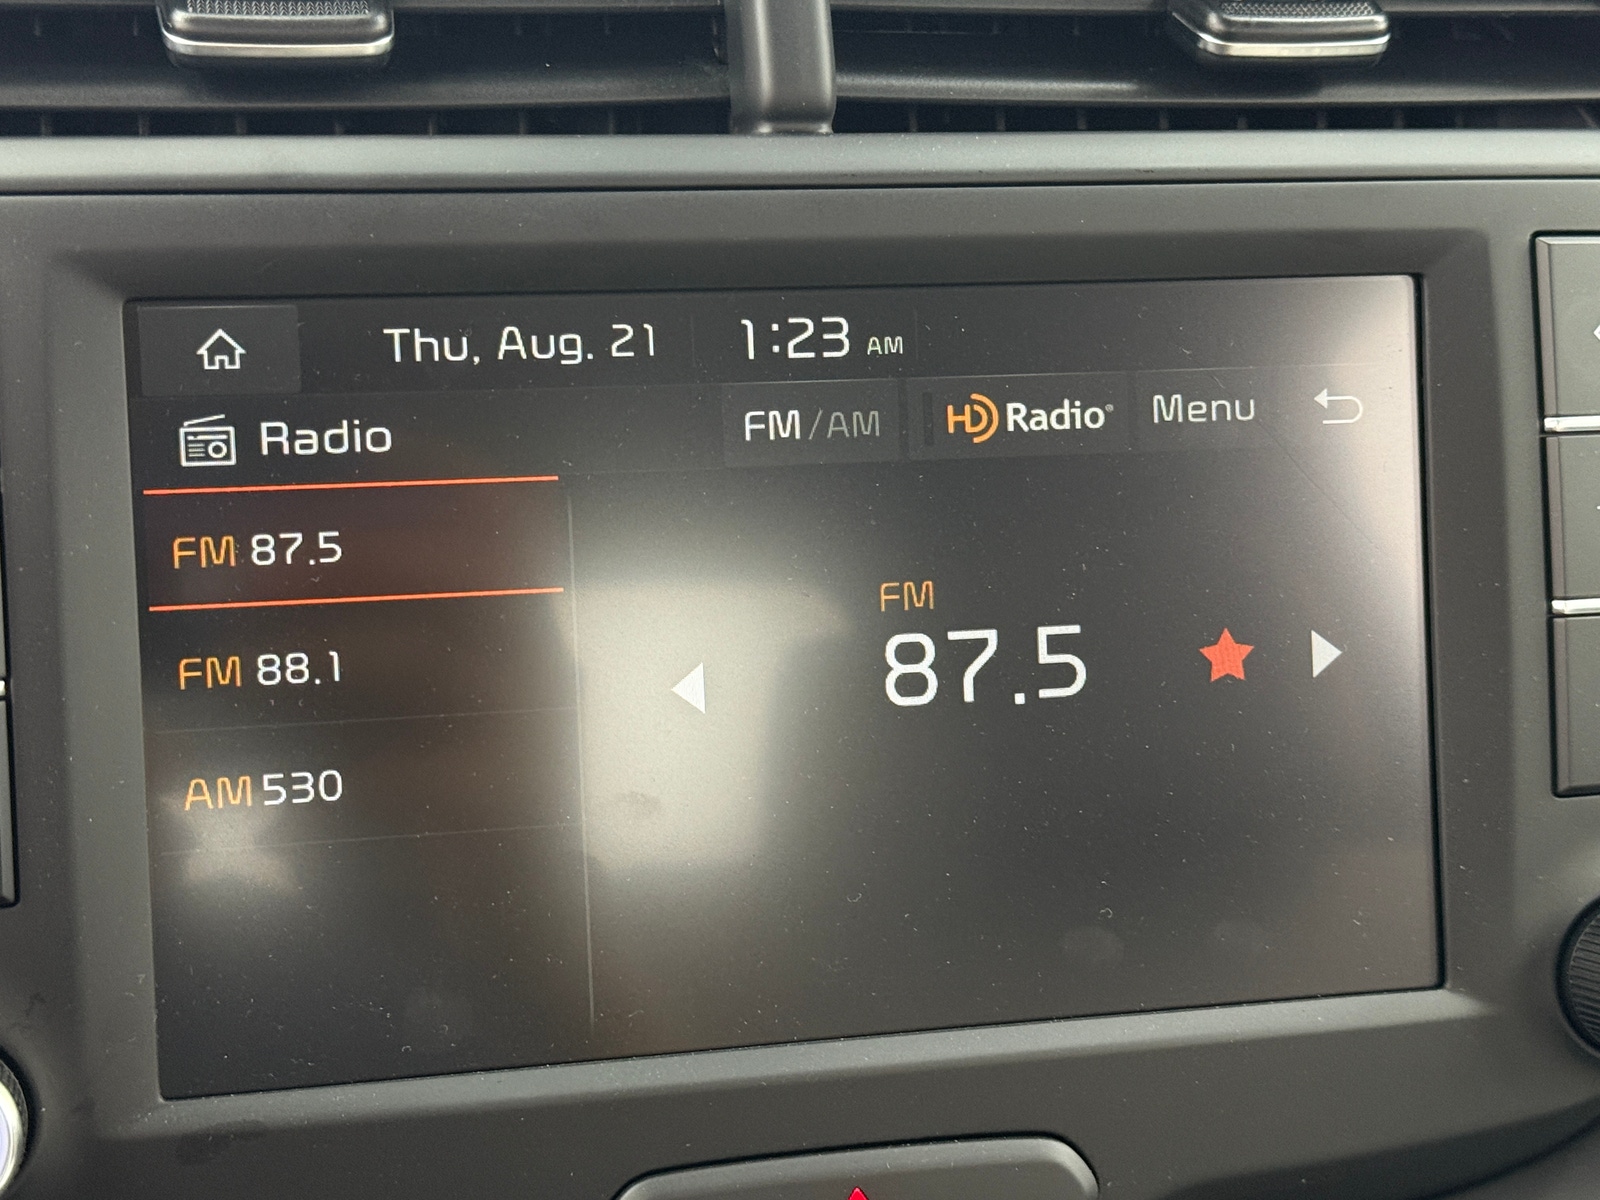 Thu, Aug. 21 1:23 AM
Radio FM/AM HD Radio® Menu
FM 87.5
FM 88.1
AM 530
FM
87.5